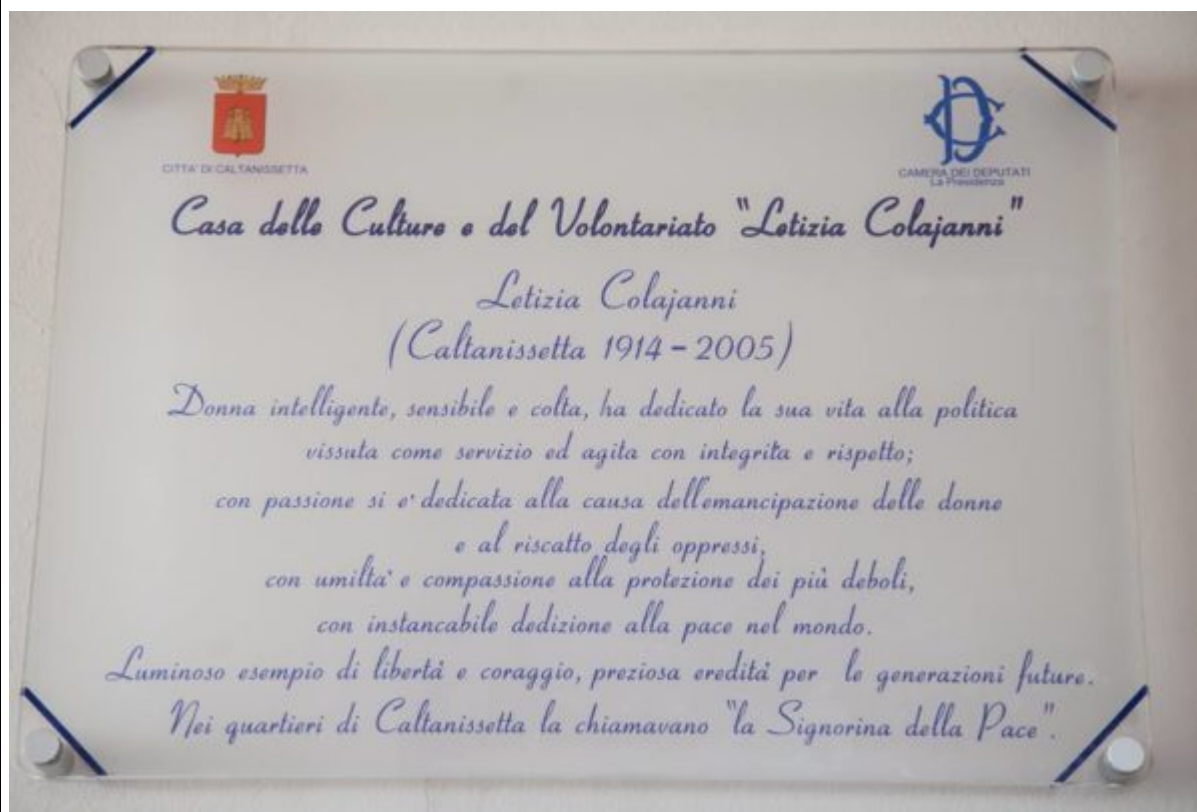 CITTA' DI CALTANISSETTA
CAMERA DEI DEPUTATI
La Presidenza
Casa delle Culture e del Volontariato "Letizia Colajanni"
Letizia Colajanni
(Caltanissetta 1914 - 2005)
Donna intelligente, sensibile e colta, ha dedicato la sua vita alla politica
vissuta come servizio ed agita con integrità e rispetto;
con passione si e' dedicata alla causa dell'emancipazione delle donne
e al riscatto degli oppressi,
con umilta' e compassione alla protezione dei più deboli,
con instancabile dedizione alla pace nel mondo.
Luminoso esempio di libertà e coraggio, preziosa eredità per le generazioni future.
Nei quartieri di Caltanissetta la chiamavano "la Signorina della Pace".